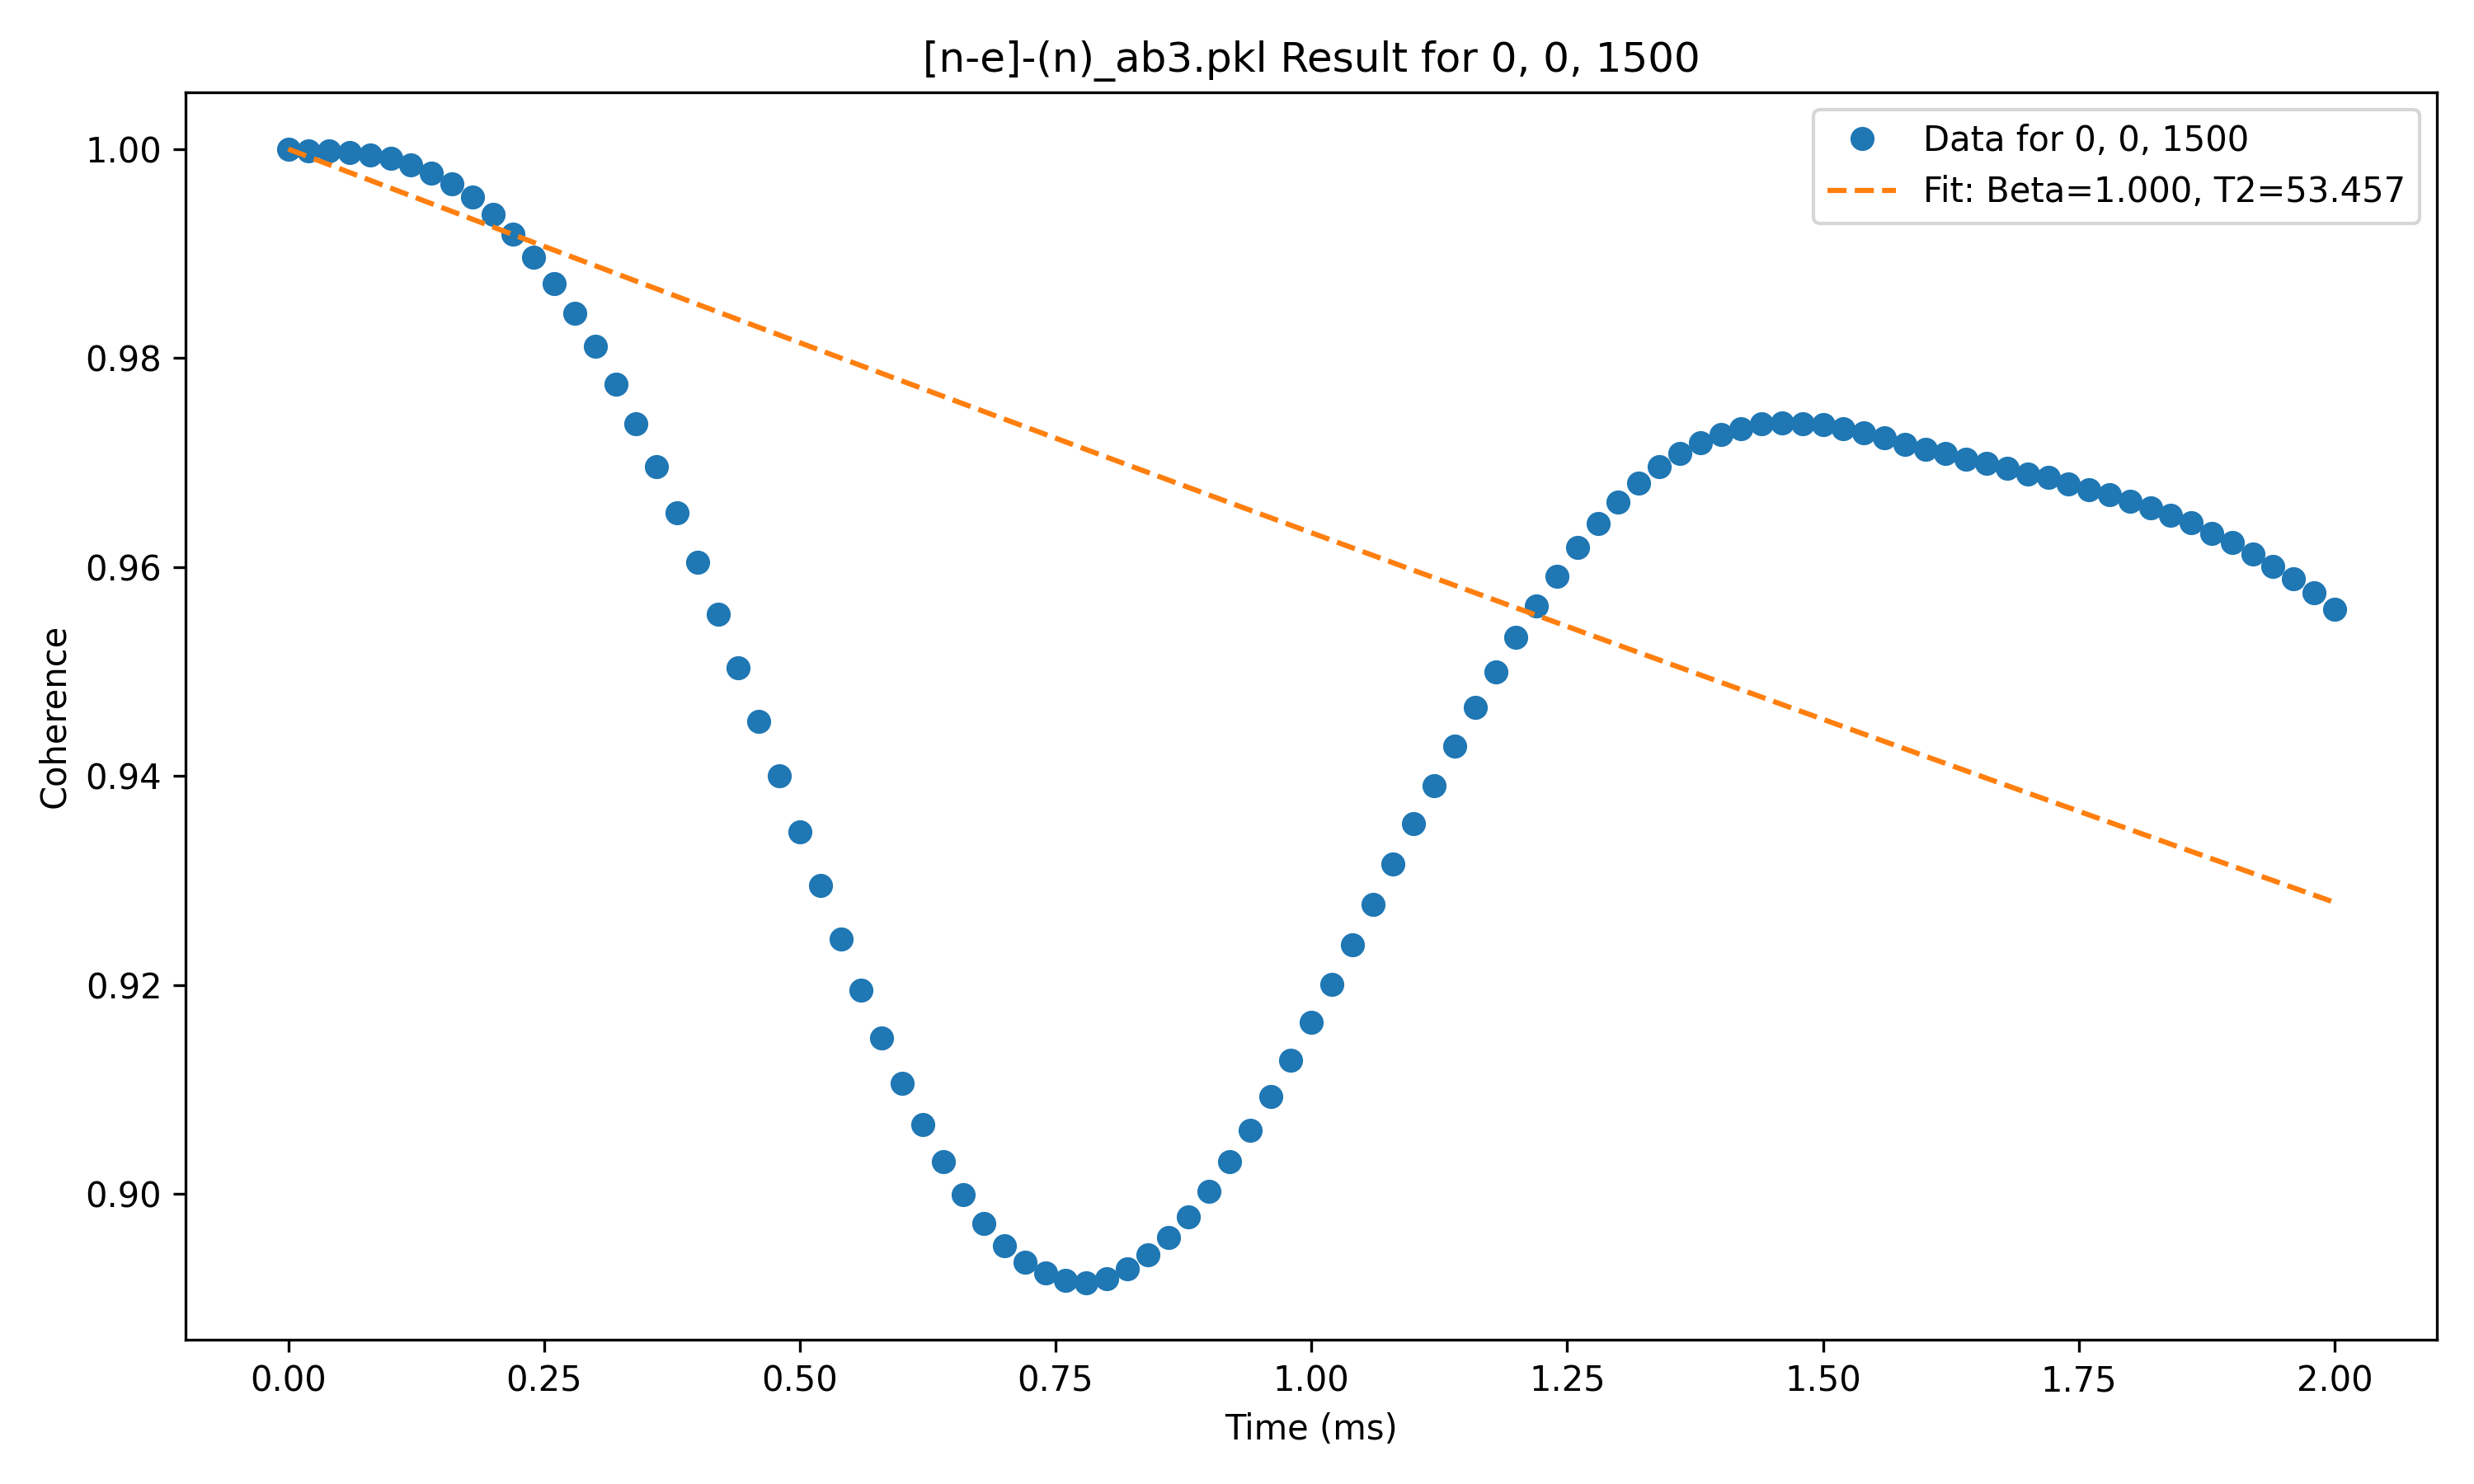 [n-e]-(n)_ab3.pkl Result for 0, 0, 1500
Data for 0, 0, 1500
Fit: Beta=1.000, T2=53.457
Coherence
1.00
0.98
0.96
0.94
0.92
0.90
0.00 0.25 0.50 0.75 1.00 1.25 1.50 1.75 2.00
Time (ms)